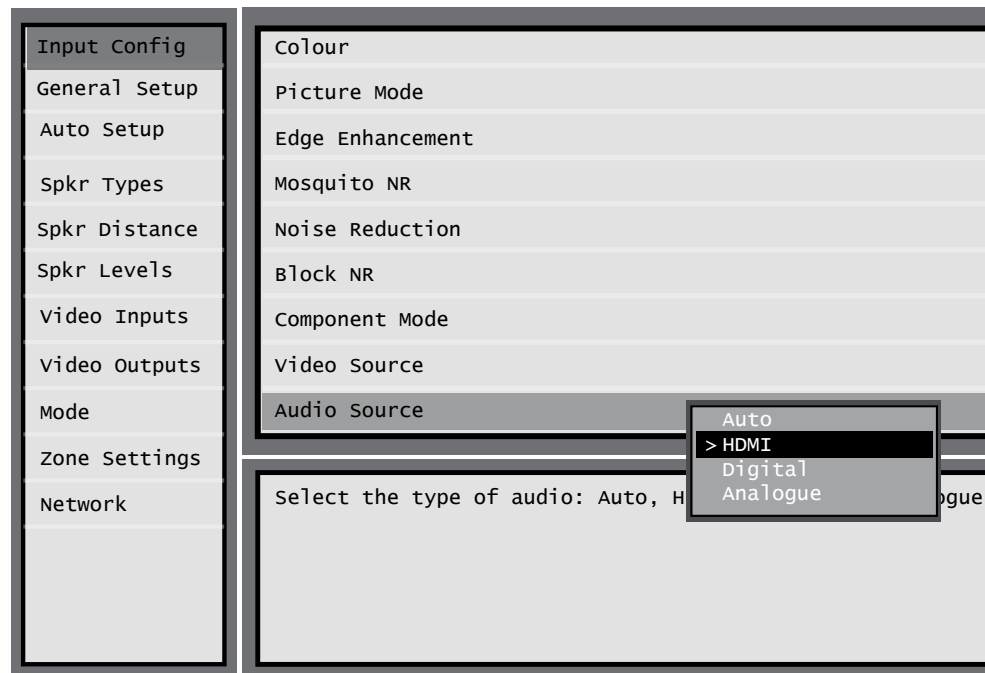 Input Config
General Setup
Auto Setup
Spkr Types
Spkr Distance
Spkr Levels
Video Inputs
Video Outputs
Mode
Zone Settings
Network
Colour
Picture Mode
Edge Enhancement
Mosquito NR
Noise Reduction
Block NR
Component Mode
Video Source
Audio Source
Auto
> HDMI
Digital
Analogue
Select the type of audio: Auto,